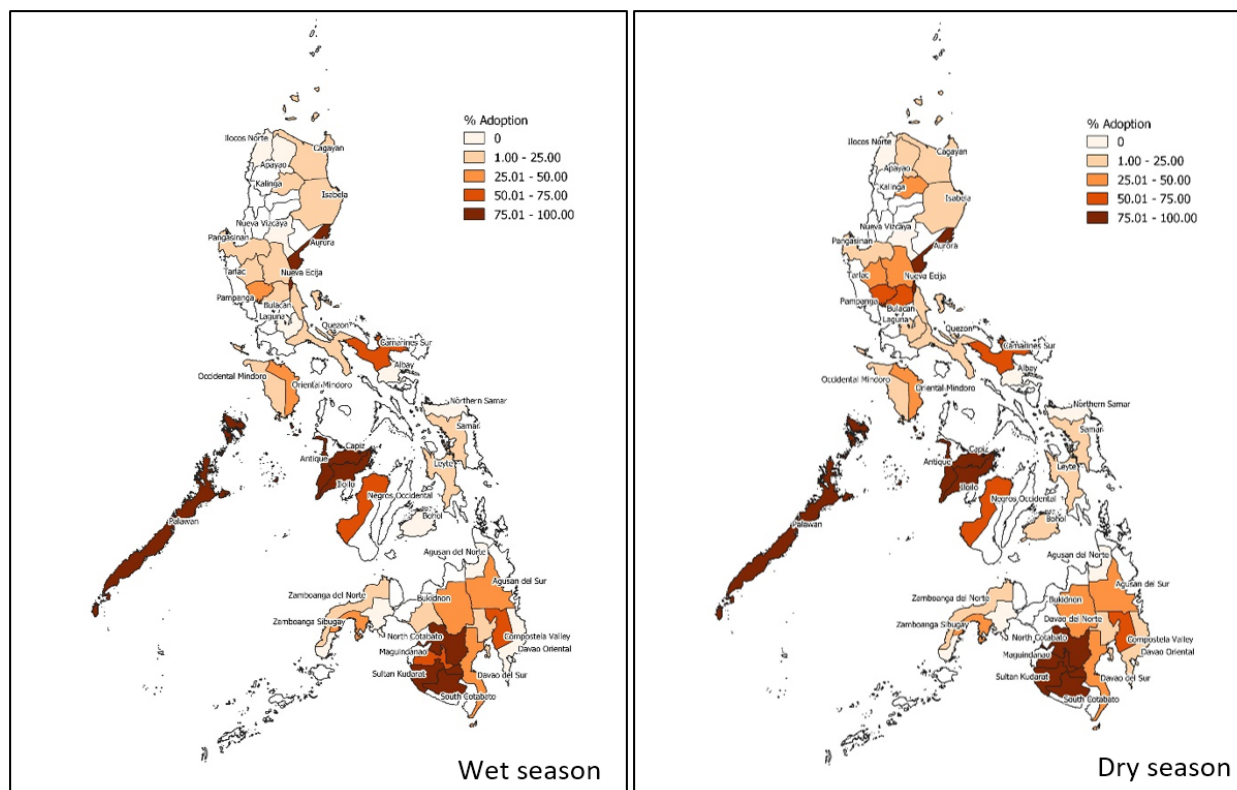 % Adoption
0
1.00 - 25.00
25.01 - 50.00
50.01 - 75.00
75.01 - 100.00
Ilocos Norte
Cagayan
Apayao
Kalinga
Isabela
Nueva Vizcaya
Pangasinan
Aurora
Tarlac
Nueva Ecija
Pampanga
Bulacan
Laguna
Quezon
Camarines Sur
Albay
Occidental Mindoro
Oriental Mindoro
Northern Samar
Samar
Capiz
Antique
Leyte
Iloilo
Negros Occidental
Bohol
Palawan
Agusan del Norte
Agusan del Sur
Zamboanga del Norte
Bukidnon
Zamboanga Sibugay
North Cotabato
Compostela Valley
Davao Oriental
Maguindanao
Sultan Kudarat
Davao del Sur
South Cotabato
Wet season
% Adoption
0
1.00 - 25.00
25.01 - 50.00
50.01 - 75.00
75.01 - 100.00
Ilocos Norte
Cagayan
Apayao
Kalinga
Isabela
Nueva Vizcaya
Pangasinan
Aurora
Tarlac
Nueva Ecija
Pampanga
Bulacan
Laguna
Quezon
Camarines Sur
Albay
Occidental Mindoro
Oriental Mindoro
Northern Samar
Samar
Capiz
Antique
Leyte
Iloilo
Negros Occidental
Bohol
Palawan
Agusan del Norte
Agusan del Sur
Zamboanga del Norte
Bukidnon
Davao del Norte
Zamboanga Sibugay
North Cotabato
Compostela Valley
Davao Oriental
Maguindanao
Sultan Kudarat
Davao del Sur
South Cotabato
Dry season